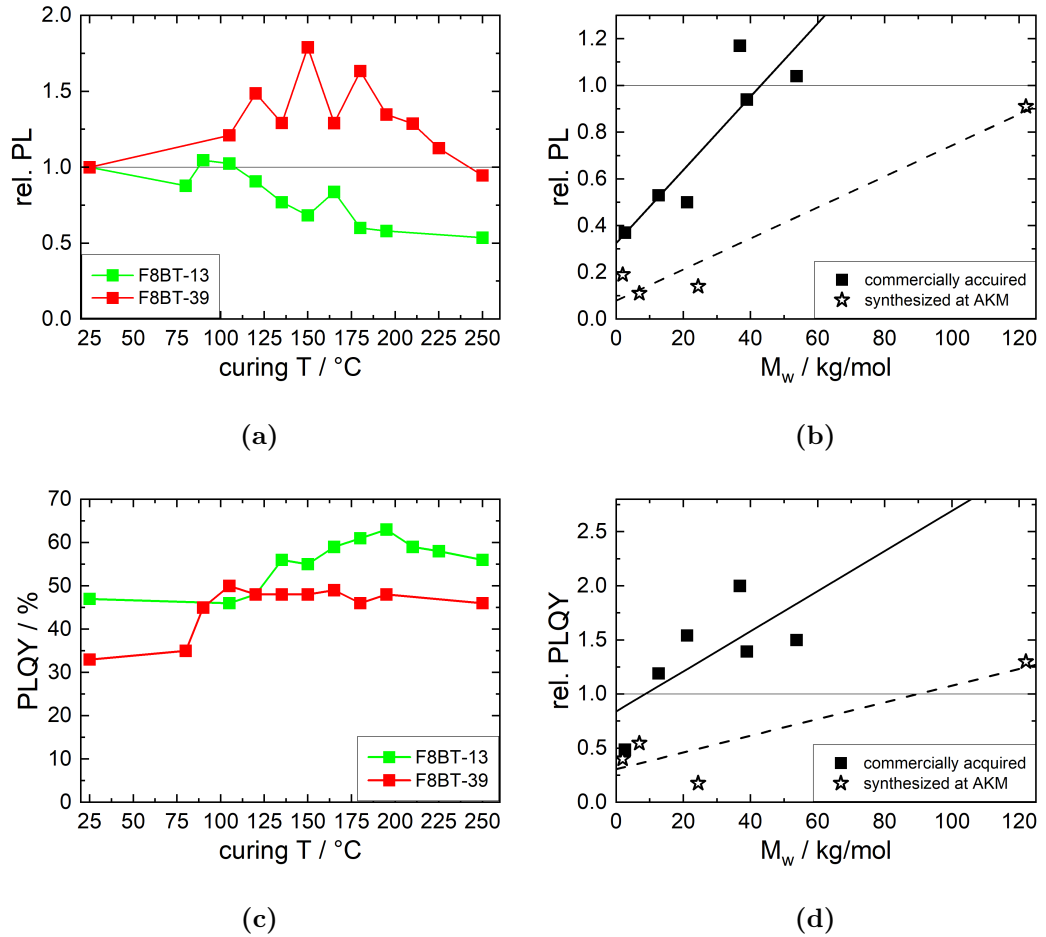 2.0
1.5
1.0
0.5
0.0
rel. PL
F8BT-13
F8BT-39
25 50 75 100 125 150 175 200 225 250
curing T / °C
(a)
1.2
1.0
0.8
0.6
0.4
0.2
0.0
rel. PL
commercially accuired
synthesized at AKM
0 20 40 60 80 100 120
Mw / kg/mol
(b)
70
60
50
40
30
20
10
0
PLQY / %
F8BT-13
F8BT-39
25 50 75 100 125 150 175 200 225 250
curing T / °C
(c)
2.5
2.0
1.5
1.0
0.5
0.0
rel. PLQY
commercially acquired
synthesized at AKM
0 20 40 60 80 100 120
Mw / kg/mol
(d)